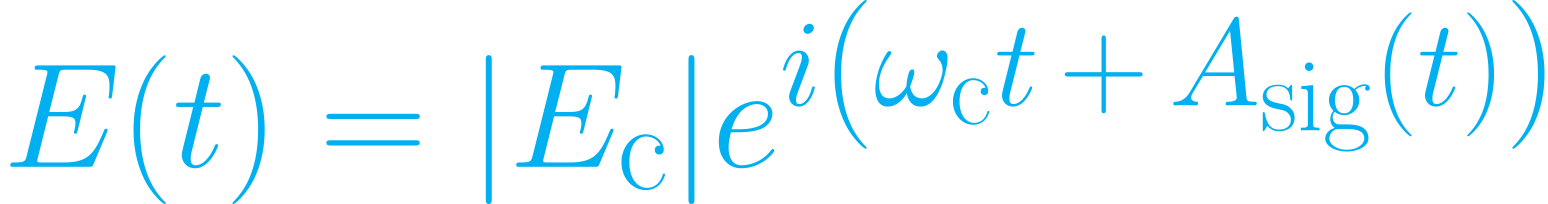 E(t) = |E_c|e^{i(ω_c t + A_sig(t))}